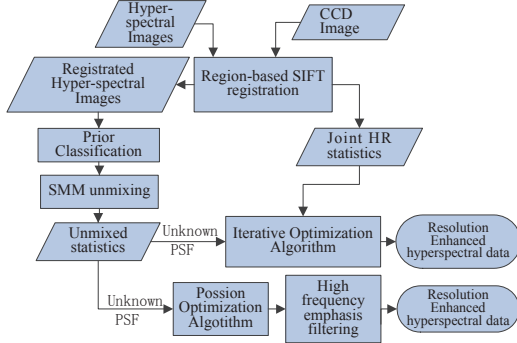 Hyper-
spectral
Images
CCD
Image
Registrated
Hyper-spectral
Images
Region-based SIFT
registration
Prior
Classification
Joint HR
statistics
SMM unmixing
Unmixed
statistics
Unknown
PSF
Iterative Optimization
Algorithm
Resolution
Enhanced
hyperspectral data
Unknown
PSF
Possion
Optimization
Algotithm
High
frequency
emphasis
filtering
Resolution
Enhanced
hyperspectral data